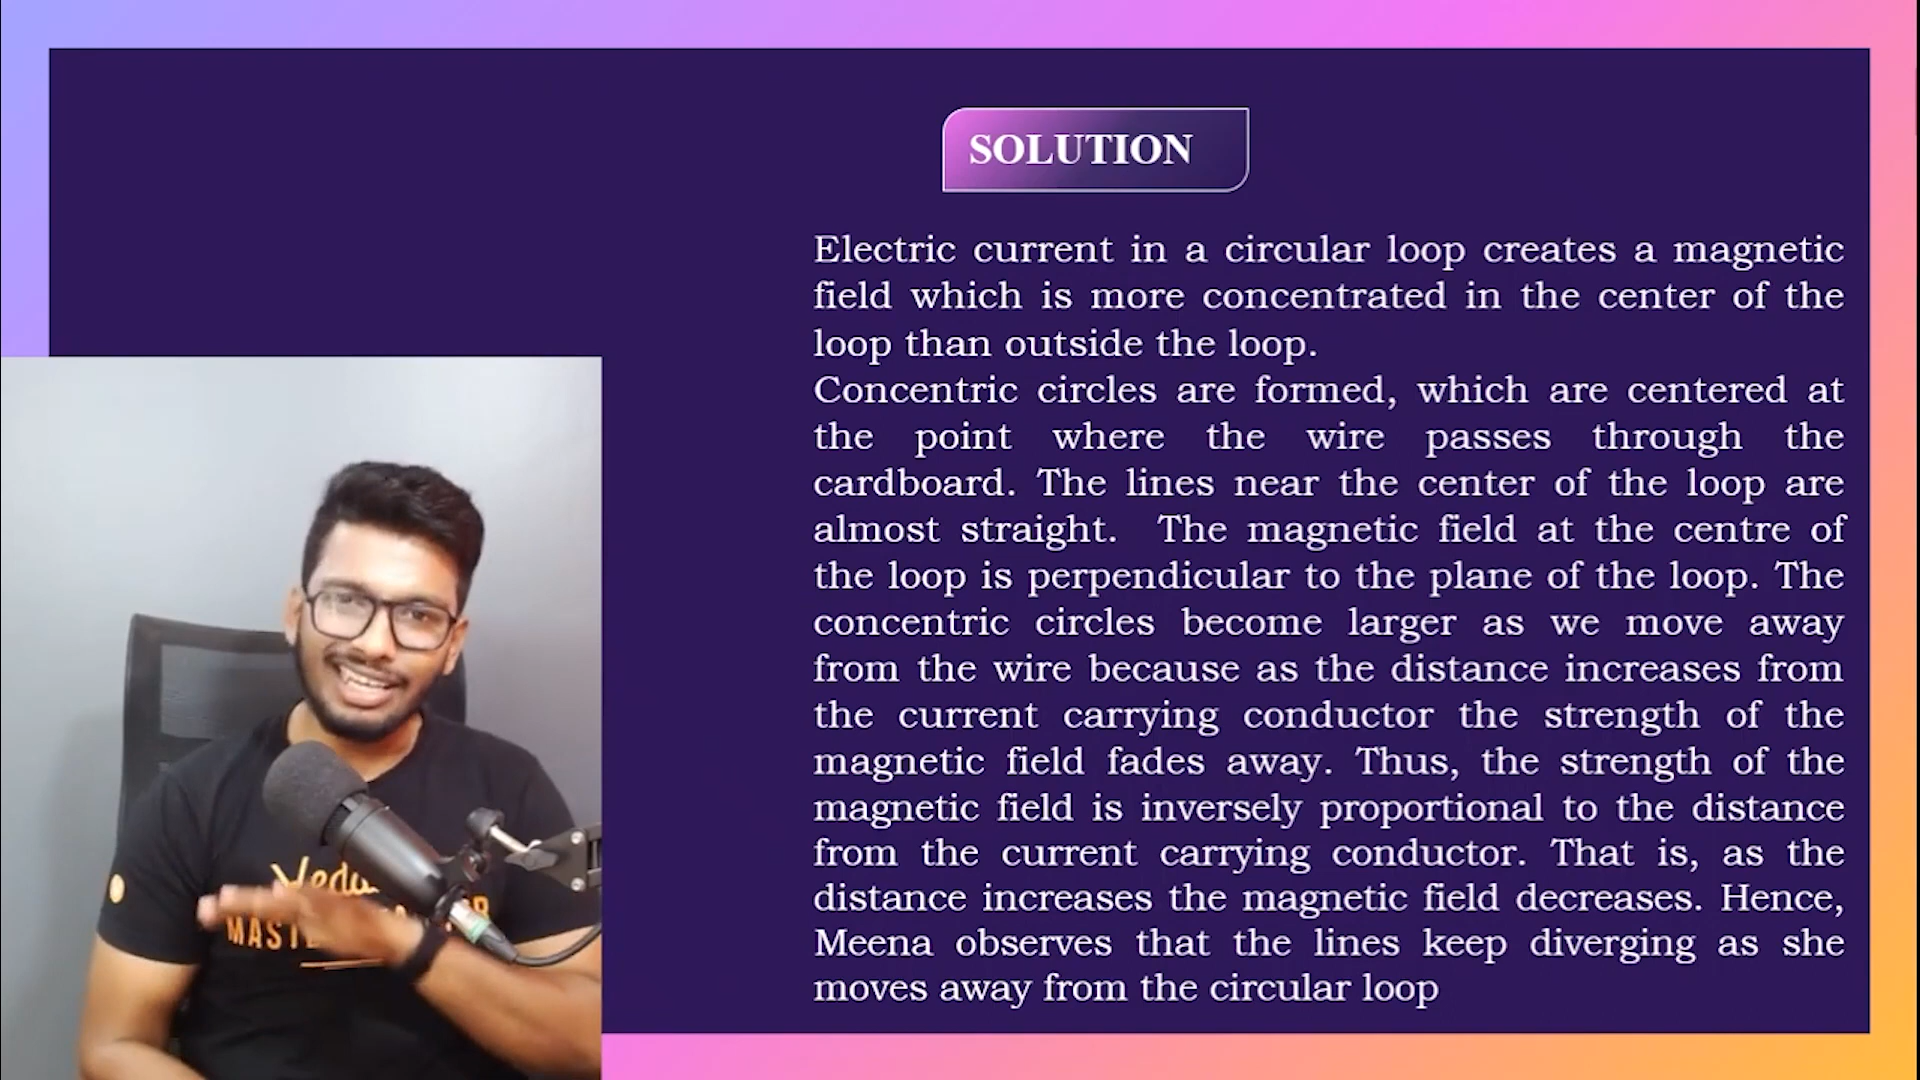 SOLUTION
Electric current in a circular loop creates a magnetic
field which is more concentrated in the center of the
loop than outside the loop.
Concentric circles are formed, which are centered at
the point where the wire passes through the
cardboard. The lines near the center of the loop are
almost straight. The magnetic field at the centre of
the loop is perpendicular to the plane of the loop. The
concentric circles become larger as we move away
from the wire because as the distance increases from
the current carrying conductor the strength of the
magnetic field fades away. Thus, the strength of the
magnetic field is inversely proportional to the distance
from the current carrying conductor. That is, as the
distance increases the magnetic field decreases. Hence,
Meena observes that the lines keep diverging as she
moves away from the circular loop